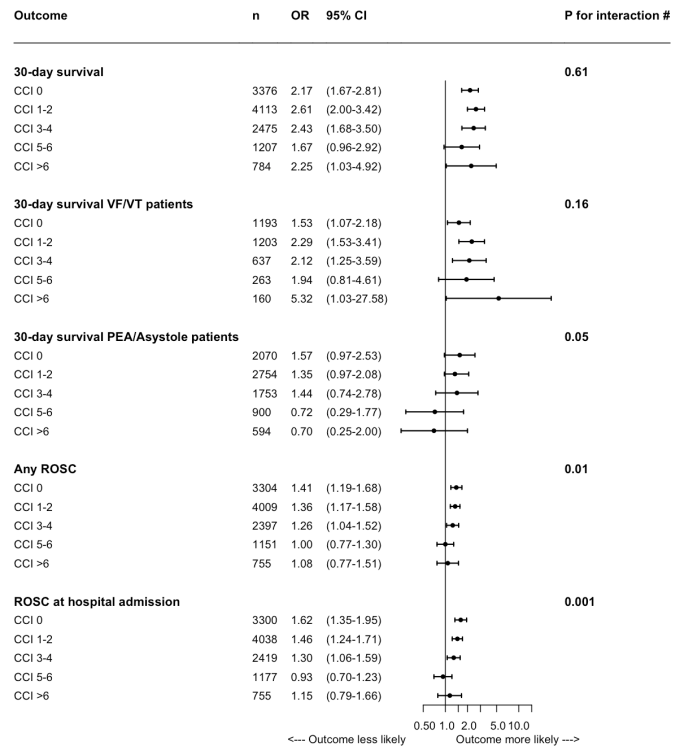 Outcome n OR 95% CI P for interaction #
30-day survival 0.61
CCI 0 3376 2.17 (1.67-2.81)
CCI 1-2 4113 2.61 (2.00-3.42)
CCI 3-4 2475 2.43 (1.68-3.50)
CCI 5-6 1207 1.67 (0.96-2.92)
CCI >6 784 2.25 (1.03-4.92)
30-day survival VF/VT patients 0.16
CCI 0 1193 1.53 (1.07-2.18)
CCI 1-2 1203 2.29 (1.53-3.41)
CCI 3-4 637 2.12 (1.25-3.59)
CCI 5-6 263 1.94 (0.81-4.61)
CCI >6 160 5.32 (1.03-27.58)
30-day survival PEA/Asystole patients 0.05
CCI 0 2070 1.57 (0.97-2.53)
CCI 1-2 2754 1.35 (0.97-2.08)
CCI 3-4 1753 1.44 (0.74-2.78)
CCI 5-6 900 0.72 (0.29-1.77)
CCI >6 594 0.70 (0.25-2.00)
Any ROSC 0.01
CCI 0 3304 1.41 (1.19-1.68)
CCI 1-2 4009 1.36 (1.17-1.58)
CCI 3-4 2397 1.26 (1.04-1.52)
CCI 5-6 1151 1.00 (0.77-1.30)
CCI >6 755 1.08 (0.77-1.51)
ROSC at hospital admission 0.001
CCI 0 3300 1.62 (1.35-1.95)
CCI 1-2 4038 1.46 (1.24-1.71)
CCI 3-4 2419 1.30 (1.06-1.59)
CCI 5-6 1177 0.93 (0.70-1.23)
CCI >6 755 1.15 (0.79-1.66)
0.50 1.0 2.0 5.0 10.0
<--- Outcome less likely Outcome more likely --->